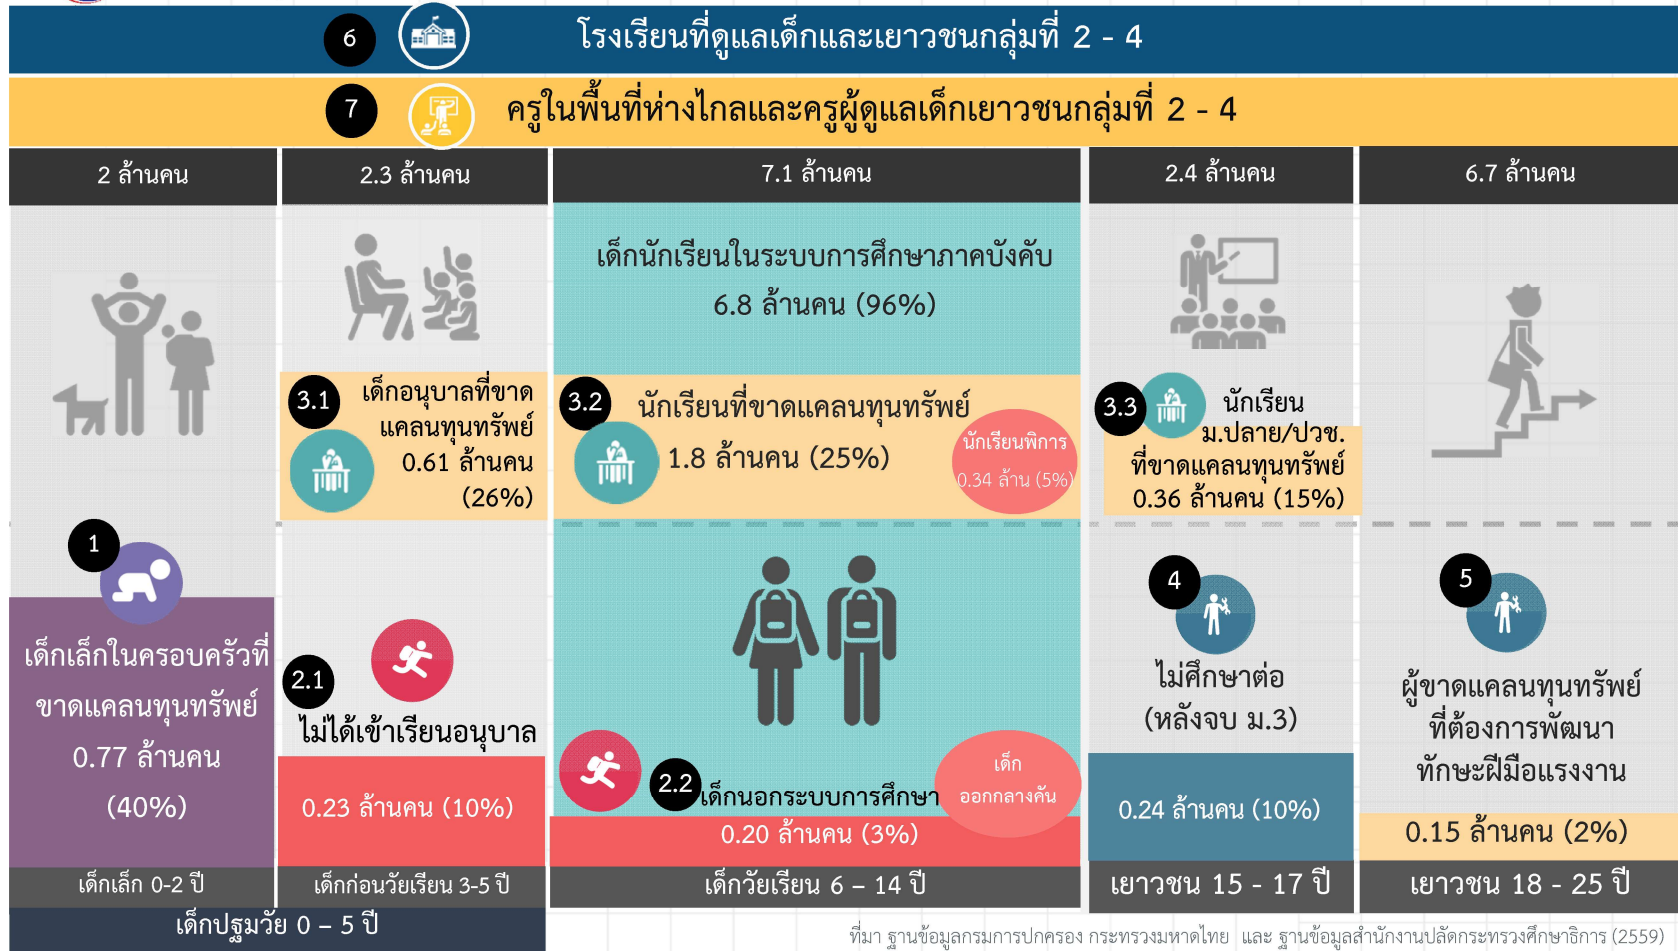 6 โรงเรียนที่ดูแลเด็กและเยาวชนกลุ่มที่ 2 - 4
7 ครูในพื้นที่ห่างไกลและครูผู้ดูแลเด็กเยาวชนกลุ่มที่ 2 - 4
2 ล้านคน
2.3 ล้านคน
7.1 ล้านคน
2.4 ล้านคน
6.7 ล้านคน
เด็กนักเรียนในระบบการศึกษาภาคบังคับ
6.8 ล้านคน (96%)
3.1
เด็กอนุบาลที่ขาด
แคลนทุนทรัพย์
0.61 ล้านคน
(26%)
3.2
นักเรียนที่ขาดแคลนทุนทรัพย์
1.8 ล้านคน (25%)
นักเรียนพิการ
0.34 ล้าน (5%)
3.3
นักเรียน
ม.ปลาย/ปวช.
ที่ขาดแคลนทุนทรัพย์
0.36 ล้านคน (15%)
1
เด็กเล็กในครอบครัวที่
ขาดแคลนทุนทรัพย์
0.77 ล้านคน
(40%)
2.1
ไม่ได้เข้าเรียนอนุบาล
0.23 ล้านคน (10%)
2.2
เด็กนอกระบบการศึกษา
0.20 ล้านคน (3%)
เด็ก
ออกกลางคัน
4
ไม่ศึกษาต่อ
(หลังจบ ม.3)
0.24 ล้านคน (10%)
5
ผู้ขาดแคลนทุนทรัพย์
ที่ต้องการพัฒนา
ทักษะฝีมือแรงงาน
0.15 ล้านคน (2%)
เด็กเล็ก 0-2 ปี
เด็กก่อนวัยเรียน 3-5 ปี
เด็กวัยเรียน 6 – 14 ปี
เยาวชน 15 - 17 ปี
เยาวชน 18 - 25 ปี
เด็กปฐมวัย 0 – 5 ปี
ที่มา ฐานข้อมูลกรมการปกครอง กระทรวงมหาดไทย และ ฐานข้อมูลสำนักงานปลัดกระทรวงศึกษาธิการ (2559)